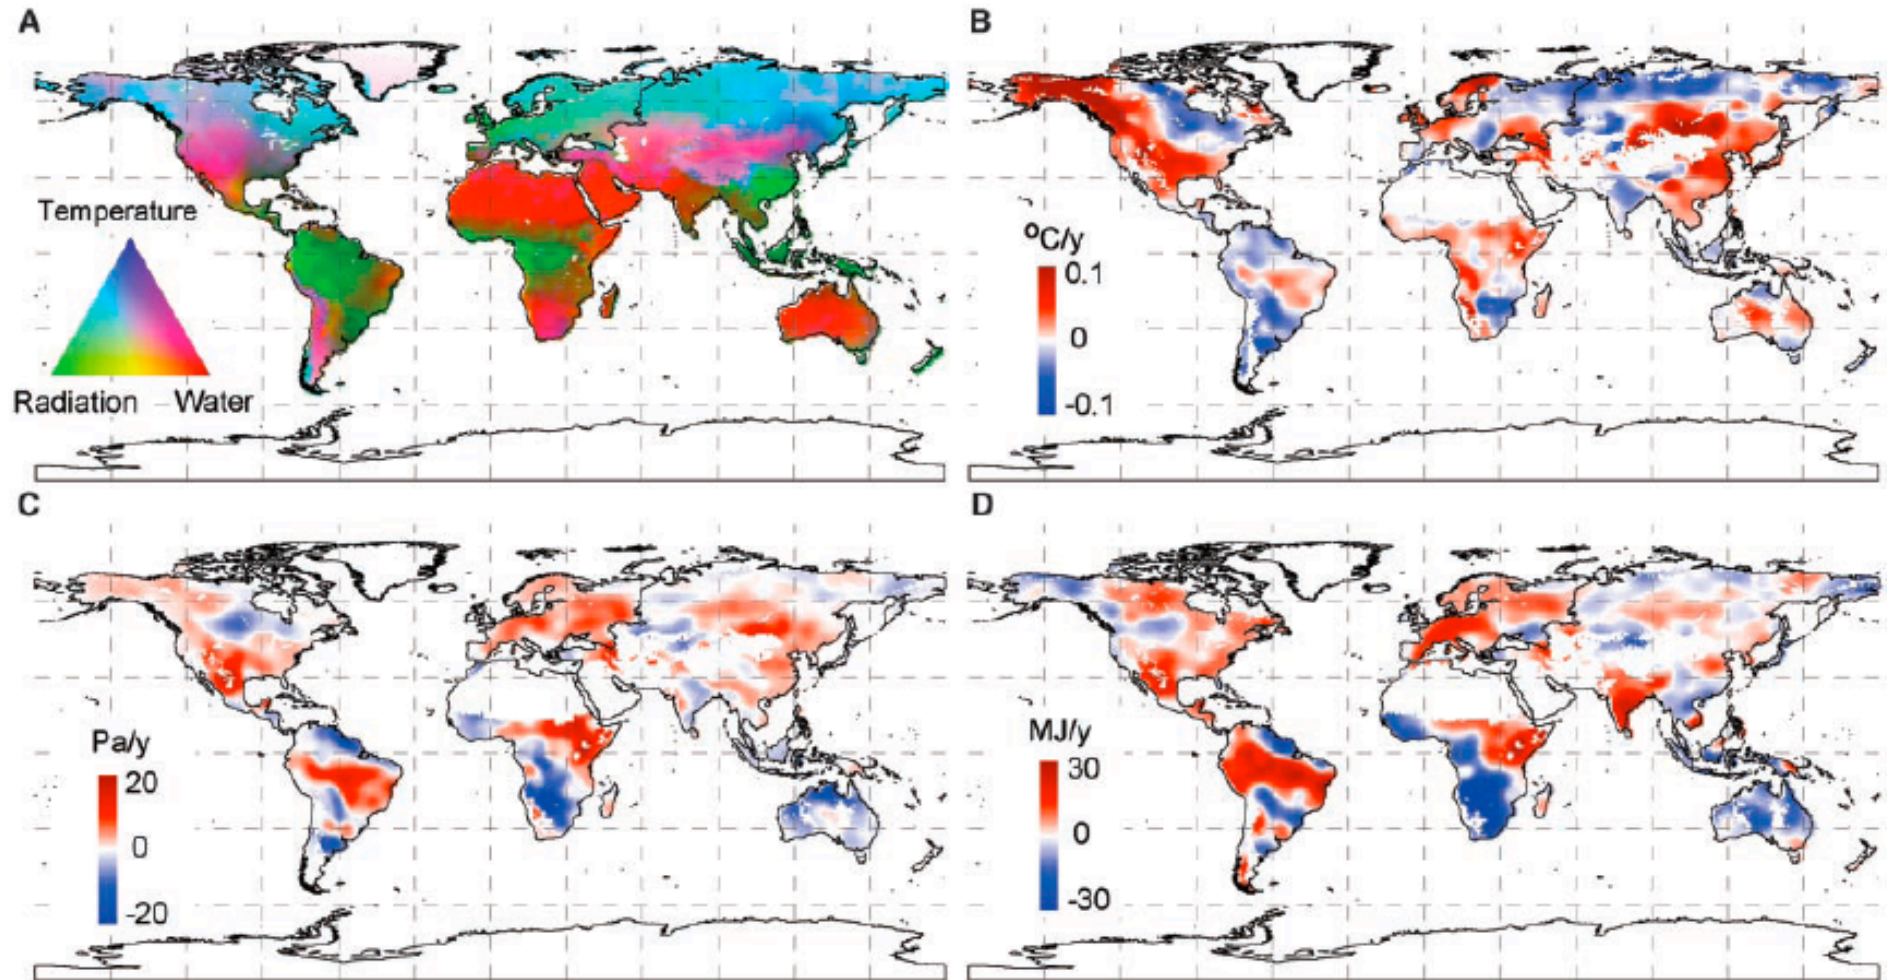 A
Temperature
Radiation Water
B
°C/y
0.1
0
-0.1
C
Pa/y
20
0
-20
D
MJ/y
30
0
-30